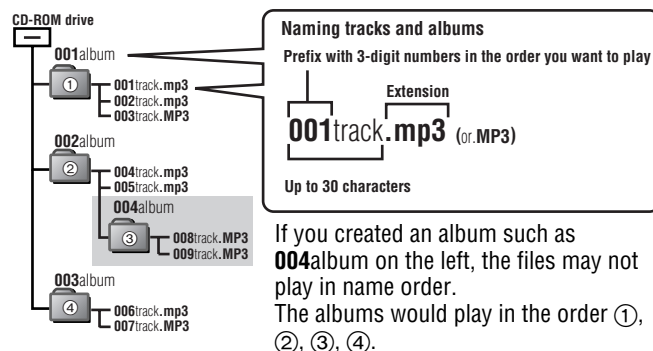 CD-ROM drive
001album
①
001track.mp3
002track.mp3
003track.MP3
002album
②
004track.mp3
005track.mp3
004album
③
008track.MP3
009track.MP3
003album
④
006track.mp3
007track.MP3
Naming tracks and albums
Prefix with 3-digit numbers in the order you want to play
Extension
001track.mp3 (or.MP3)
Up to 30 characters
If you created an album such as
004album on the left, the files may not
play in name order.
The albums would play in the order ①,
②, ③, ④.